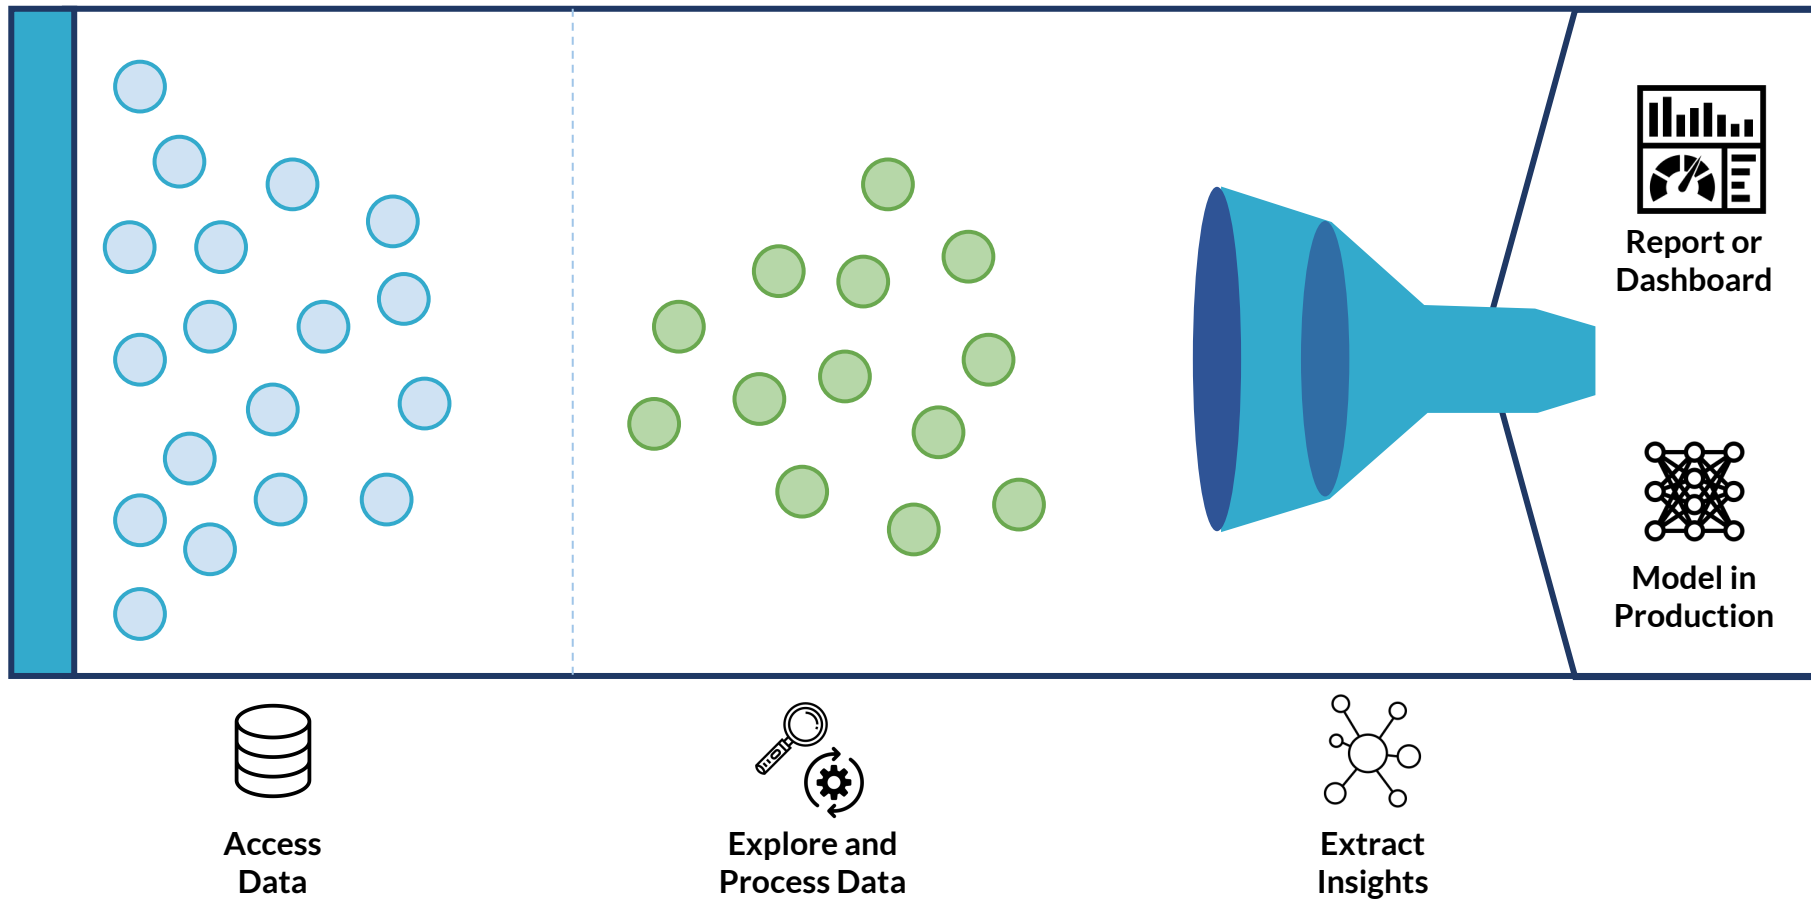 Report or
Dashboard
Model in
Production
Access
Data
Explore and
Process Data
Extract
Insights